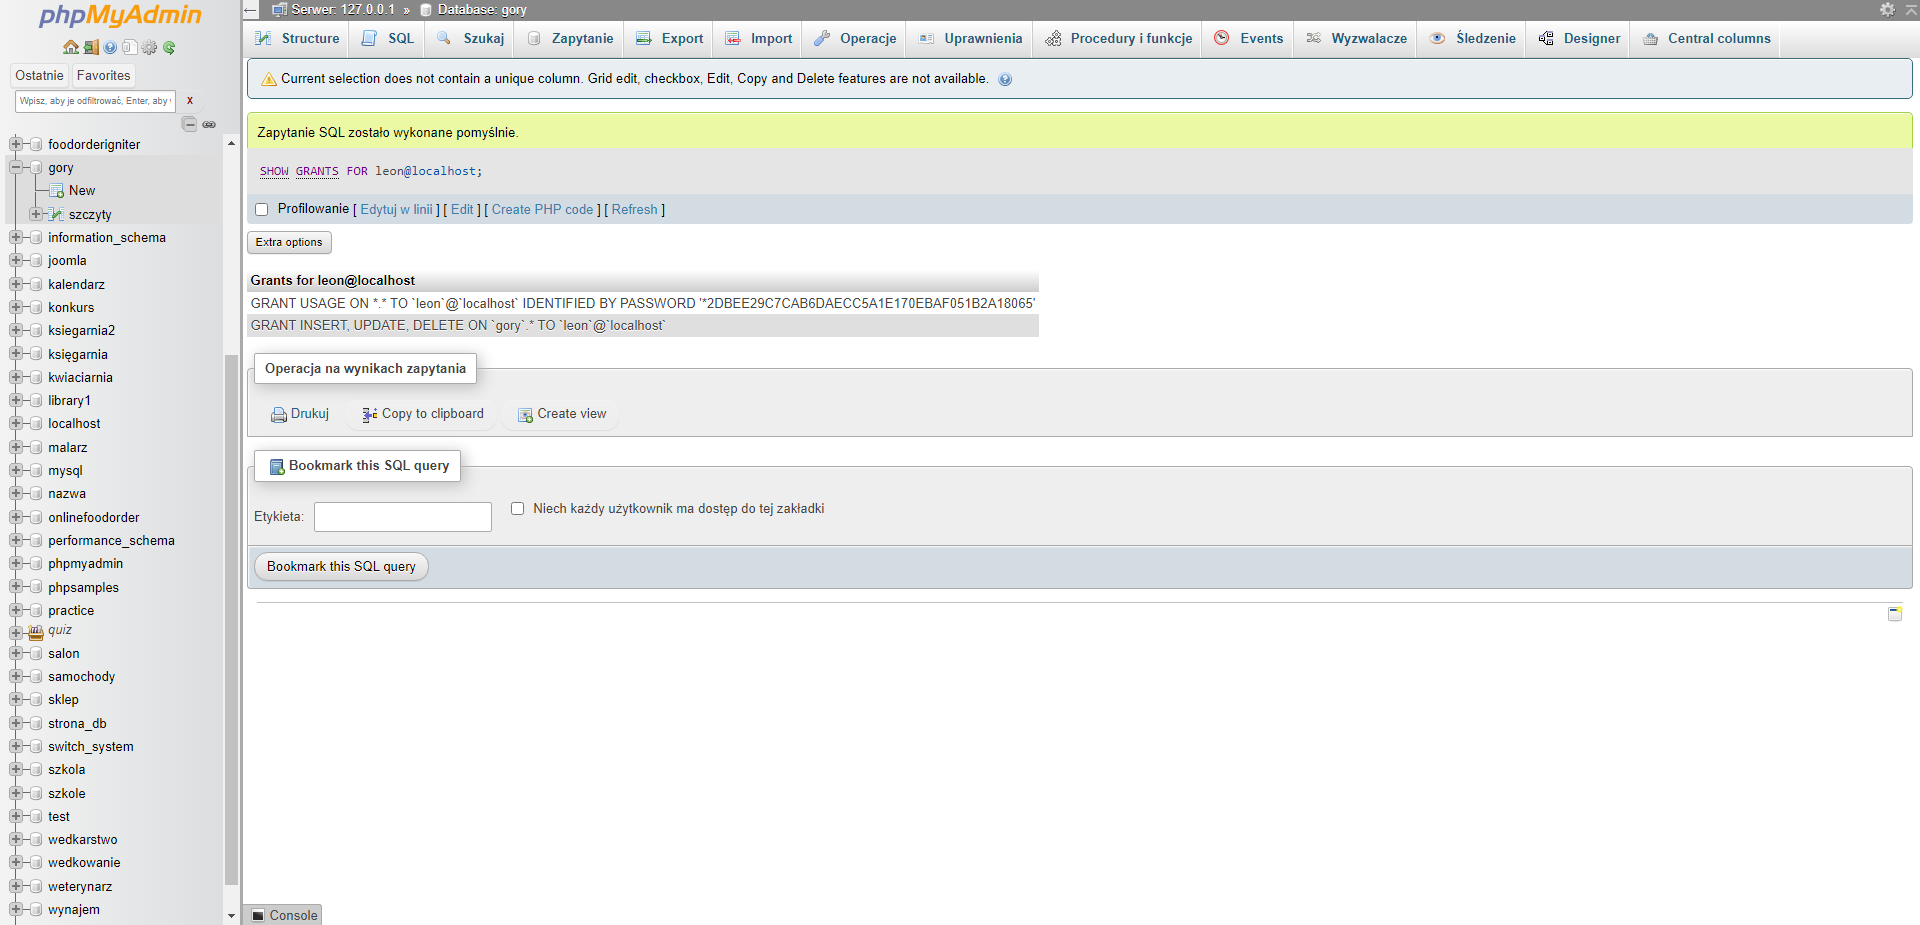 phpMyAdmin
Ostatnie
Favorites
Wpisz, aby je odfiltrować, Enter, aby
x
foodorderigniter
gory
New
szczyty
information_schema
joomla
kalendarz
konkurs
ksiegarnia2
księgarnia
kwiaciarnia
library1
localhost
malarz
mysql
nazwa
onlinefoodorder
performance_schema
phpmyadmin
phpsamples
practice
quiz
salon
samochody
sklep
strona_db
switch_system
szkola
szkole
test
wedkarstwo
wedkowanie
weterynarz
wynajem
Serwer: 127.0.0.1 » Database: gory
Structure SQL Szukaj Zapytanie Export Import Operacje Uprawnienia Procedury i funkcje Events Wyzwalacze Śledzenie Designer Central columns
Current selection does not contain a unique column. Grid edit, checkbox, Edit, Copy and Delete features are not available.
Zapytanie SQL zostało wykonane pomyślnie.
SHOW GRANTS FOR leon@localhost;
Profilowanie [ Edytuj w linii ] [ Edit ] [ Create PHP code ] [ Refresh ]
Extra options
Grants for leon@localhost
GRANT USAGE ON *.* TO `leon`@`localhost` IDENTIFIED BY PASSWORD '*2DBEE29C7CAB6DAECC5A1E170EBAF051B2A18065'
GRANT INSERT, UPDATE, DELETE ON `gory`.* TO `leon`@`localhost`
Operacja na wynikach zapytania
Drukuj Copy to clipboard Create view
Bookmark this SQL query
Etykieta: Niech każdy użytkownik ma dostęp do tej zakładki
Bookmark this SQL query
Console